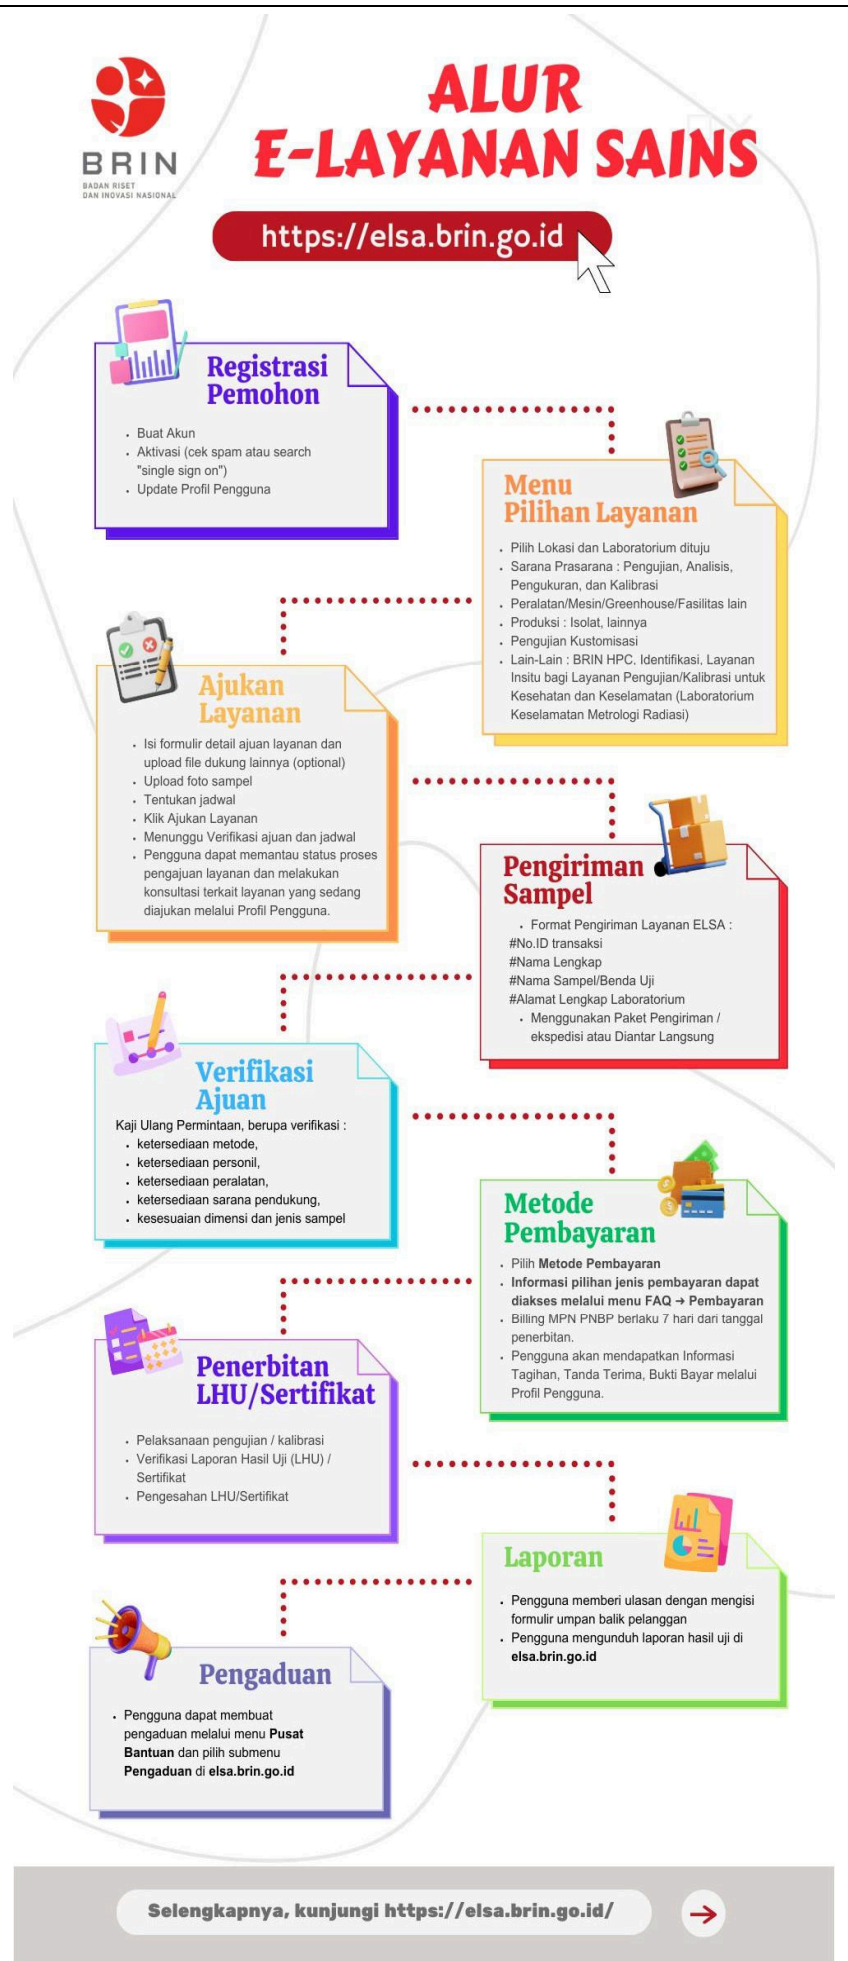 BRIN
BADAN RISET
DAN INOVASI NASIONAL
ALUR
E-LAYANAN SAINS
https://elsa.brin.go.id
Registrasi
Pemohon
• Buat Akun
• Aktivasi (cek spam atau search
"single sign on")
• Update Profil Pengguna
Menu
Pilihan Layanan
• Pilih Lokasi dan Laboratorium dituju
• Sarana Prasarana : Pengujian, Analisis,
Pengukuran, dan Kalibrasi
• Peralatan/Mesin/Greenhouse/Fasilitas lain
• Produksi : Isolat, lainnya
• Pengujian Kustomisasi
• Lain-Lain : BRIN HPC. Identifikasi, Layanan
Insitu bagi Layanan Pengujian/Kalibrasi untuk
Kesehatan dan Keselamatan (Laboratorium
Keselamatan Metrologi Radiasi)
Ajukan
Layanan
• Isi formulir detail ajuan layanan dan
upload file dukung lainnya (optional)
• Upload foto sampel
• Tentukan jadwal
• Klik Ajukan Layanan
• Menunggu Verifikasi ajuan dan jadwal
• Pengguna dapat memantau status proses
pengajuan layanan dan melakukan
konsultasi terkait layanan yang sedang
diajukan melalui Profil Pengguna.
Pengiriman
Sampel
• Format Pengiriman Layanan ELSA :
#No.ID transaksi
#Nama Lengkap
#Nama Sampel/Benda Uji
#Alamat Lengkap Laboratorium
• Menggunakan Paket Pengiriman /
ekspedisi atau Diantar Langsung
Verifikasi
Ajuan
Kaji Ulang Permintaan, berupa verifikasi :
• ketersediaan metode,
• ketersediaan personil,
• ketersediaan peralatan,
• ketersediaan sarana pendukung,
• kesesuaian dimensi dan jenis sampel
Metode
Pembayaran
• Pilih Metode Pembayaran
• Informasi pilihan jenis pembayaran dapat
diakses melalui menu FAQ → Pembayaran
• Billing MPN PNBP berlaku 7 hari dari tanggal
penerbitan.
• Pengguna akan mendapatkan Informasi
Tagihan, Tanda Terima, Bukti Bayar melalui
Profil Pengguna.
Penerbitan
LHU/Sertifikat
• Pelaksanaan pengujian / kalibrasi
• Verifikasi Laporan Hasil Uji (LHU) /
Sertifikat
• Pengesahan LHU/Sertifikat
Laporan
• Pengguna memberi ulasan dengan mengisi
formulir umpan balik pelanggan
• Pengguna mengunduh laporan hasil uji di
elsa.brin.go.id
Pengaduan
• Pengguna dapat membuat
pengaduan melalui menu Pusat
Bantuan dan pilih submenu
Pengaduan di elsa.brin.go.id
Selengkapnya, kunjungi https://elsa.brin.go.id/